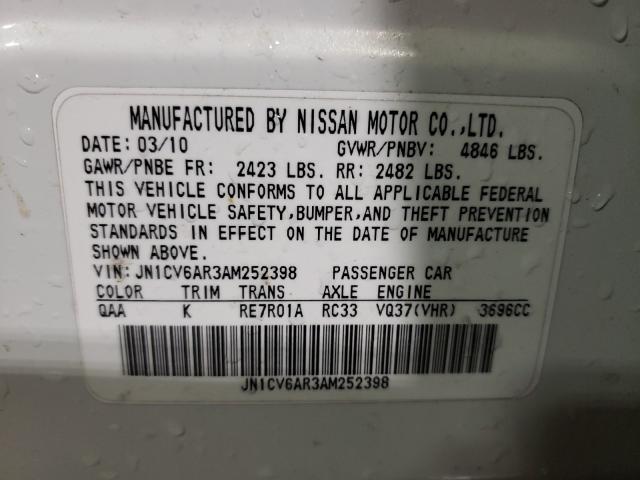 MANUFACTURED BY NISSAN MOTOR CO.,LTD.
DATE: 03/10 GVWR/PNBV: 4846 LBS.
GAWR/PNBE FR: 2423 LBS. RR: 2482 LBS.
THIS VEHICLE CONFORMS TO ALL APPLICABLE FEDERAL
MOTOR VEHICLE SAFETY,BUMPER,AND THEFT PREVENTION
STANDARDS IN EFFECT ON THE DATE OF MANUFACTURE
SHOWN ABOVE.
VIN: JN1CV6AR3AM252398 PASSENGER CAR
COLOR TRIM TRANS AXLE ENGINE
QAA K RE7R01A RC33 VQ37(VHR) 3696CC
JN1CV6AR3AM252398